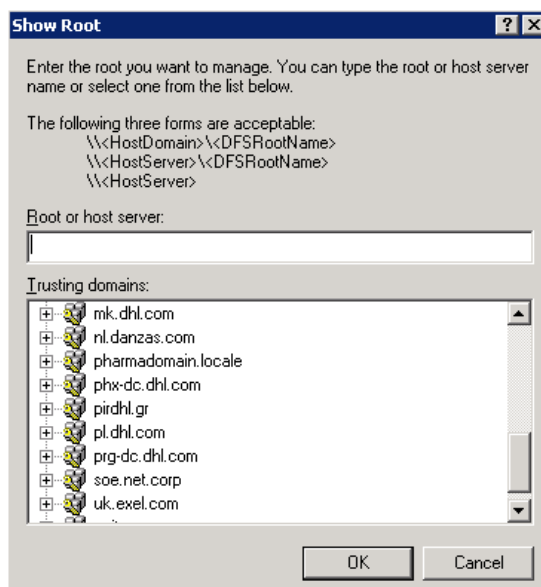 Show Root
Enter the root you want to manage. You can type the root or host server
name or select one from the list below.
The following three forms are acceptable:
\\<HostDomain>\<DFSRootName>
\\<HostServer>\<DFSRootName>
\\<HostServer>
Root or host server:
Trusting domains:
mk.dhl.com
nl.danzas.com
pharmadomain.locale
phx-dc.dhl.com
pirdhl.gr
pl.dhl.com
prg-dc.dhl.com
soe.net.corp
uk.exel.com
OK Cancel